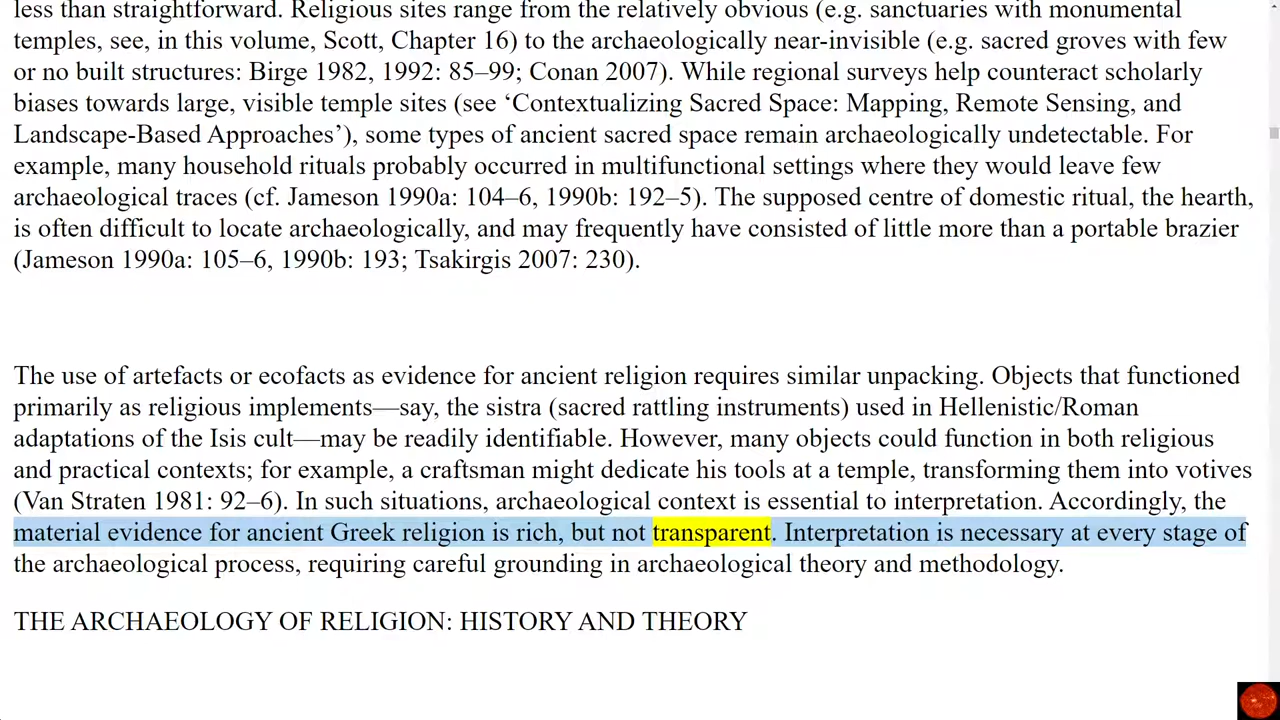 less than straightforward. Religious sites range from the relatively obvious (e.g. sanctuaries with monumental
temples, see, in this volume, Scott, Chapter 16) to the archaeologically near-invisible (e.g. sacred groves with few
or no built structures: Birge 1982, 1992: 85–99; Conan 2007). While regional surveys help counteract scholarly
biases towards large, visible temple sites (see ‘Contextualizing Sacred Space: Mapping, Remote Sensing, and
Landscape-Based Approaches’), some types of ancient sacred space remain archaeologically undetectable. For
example, many household rituals probably occurred in multifunctional settings where they would leave few
archaeological traces (cf. Jameson 1990a: 104–6, 1990b: 192–5). The supposed centre of domestic ritual, the hearth,
is often difficult to locate archaeologically, and may frequently have consisted of little more than a portable brazier
(Jameson 1990a: 105–6, 1990b: 193; Tsakirgis 2007: 230).
The use of artefacts or ecofacts as evidence for ancient religion requires similar unpacking. Objects that functioned
primarily as religious implements—say, the sistra (sacred rattling instruments) used in Hellenistic/Roman
adaptations of the Isis cult—may be readily identifiable. However, many objects could function in both religious
and practical contexts; for example, a craftsman might dedicate his tools at a temple, transforming them into votives
(Van Straten 1981: 92–6). In such situations, archaeological context is essential to interpretation. Accordingly, the
material evidence for ancient Greek religion is rich, but not transparent. Interpretation is necessary at every stage of
the archaeological process, requiring careful grounding in archaeological theory and methodology.
THE ARCHAEOLOGY OF RELIGION: HISTORY AND THEORY